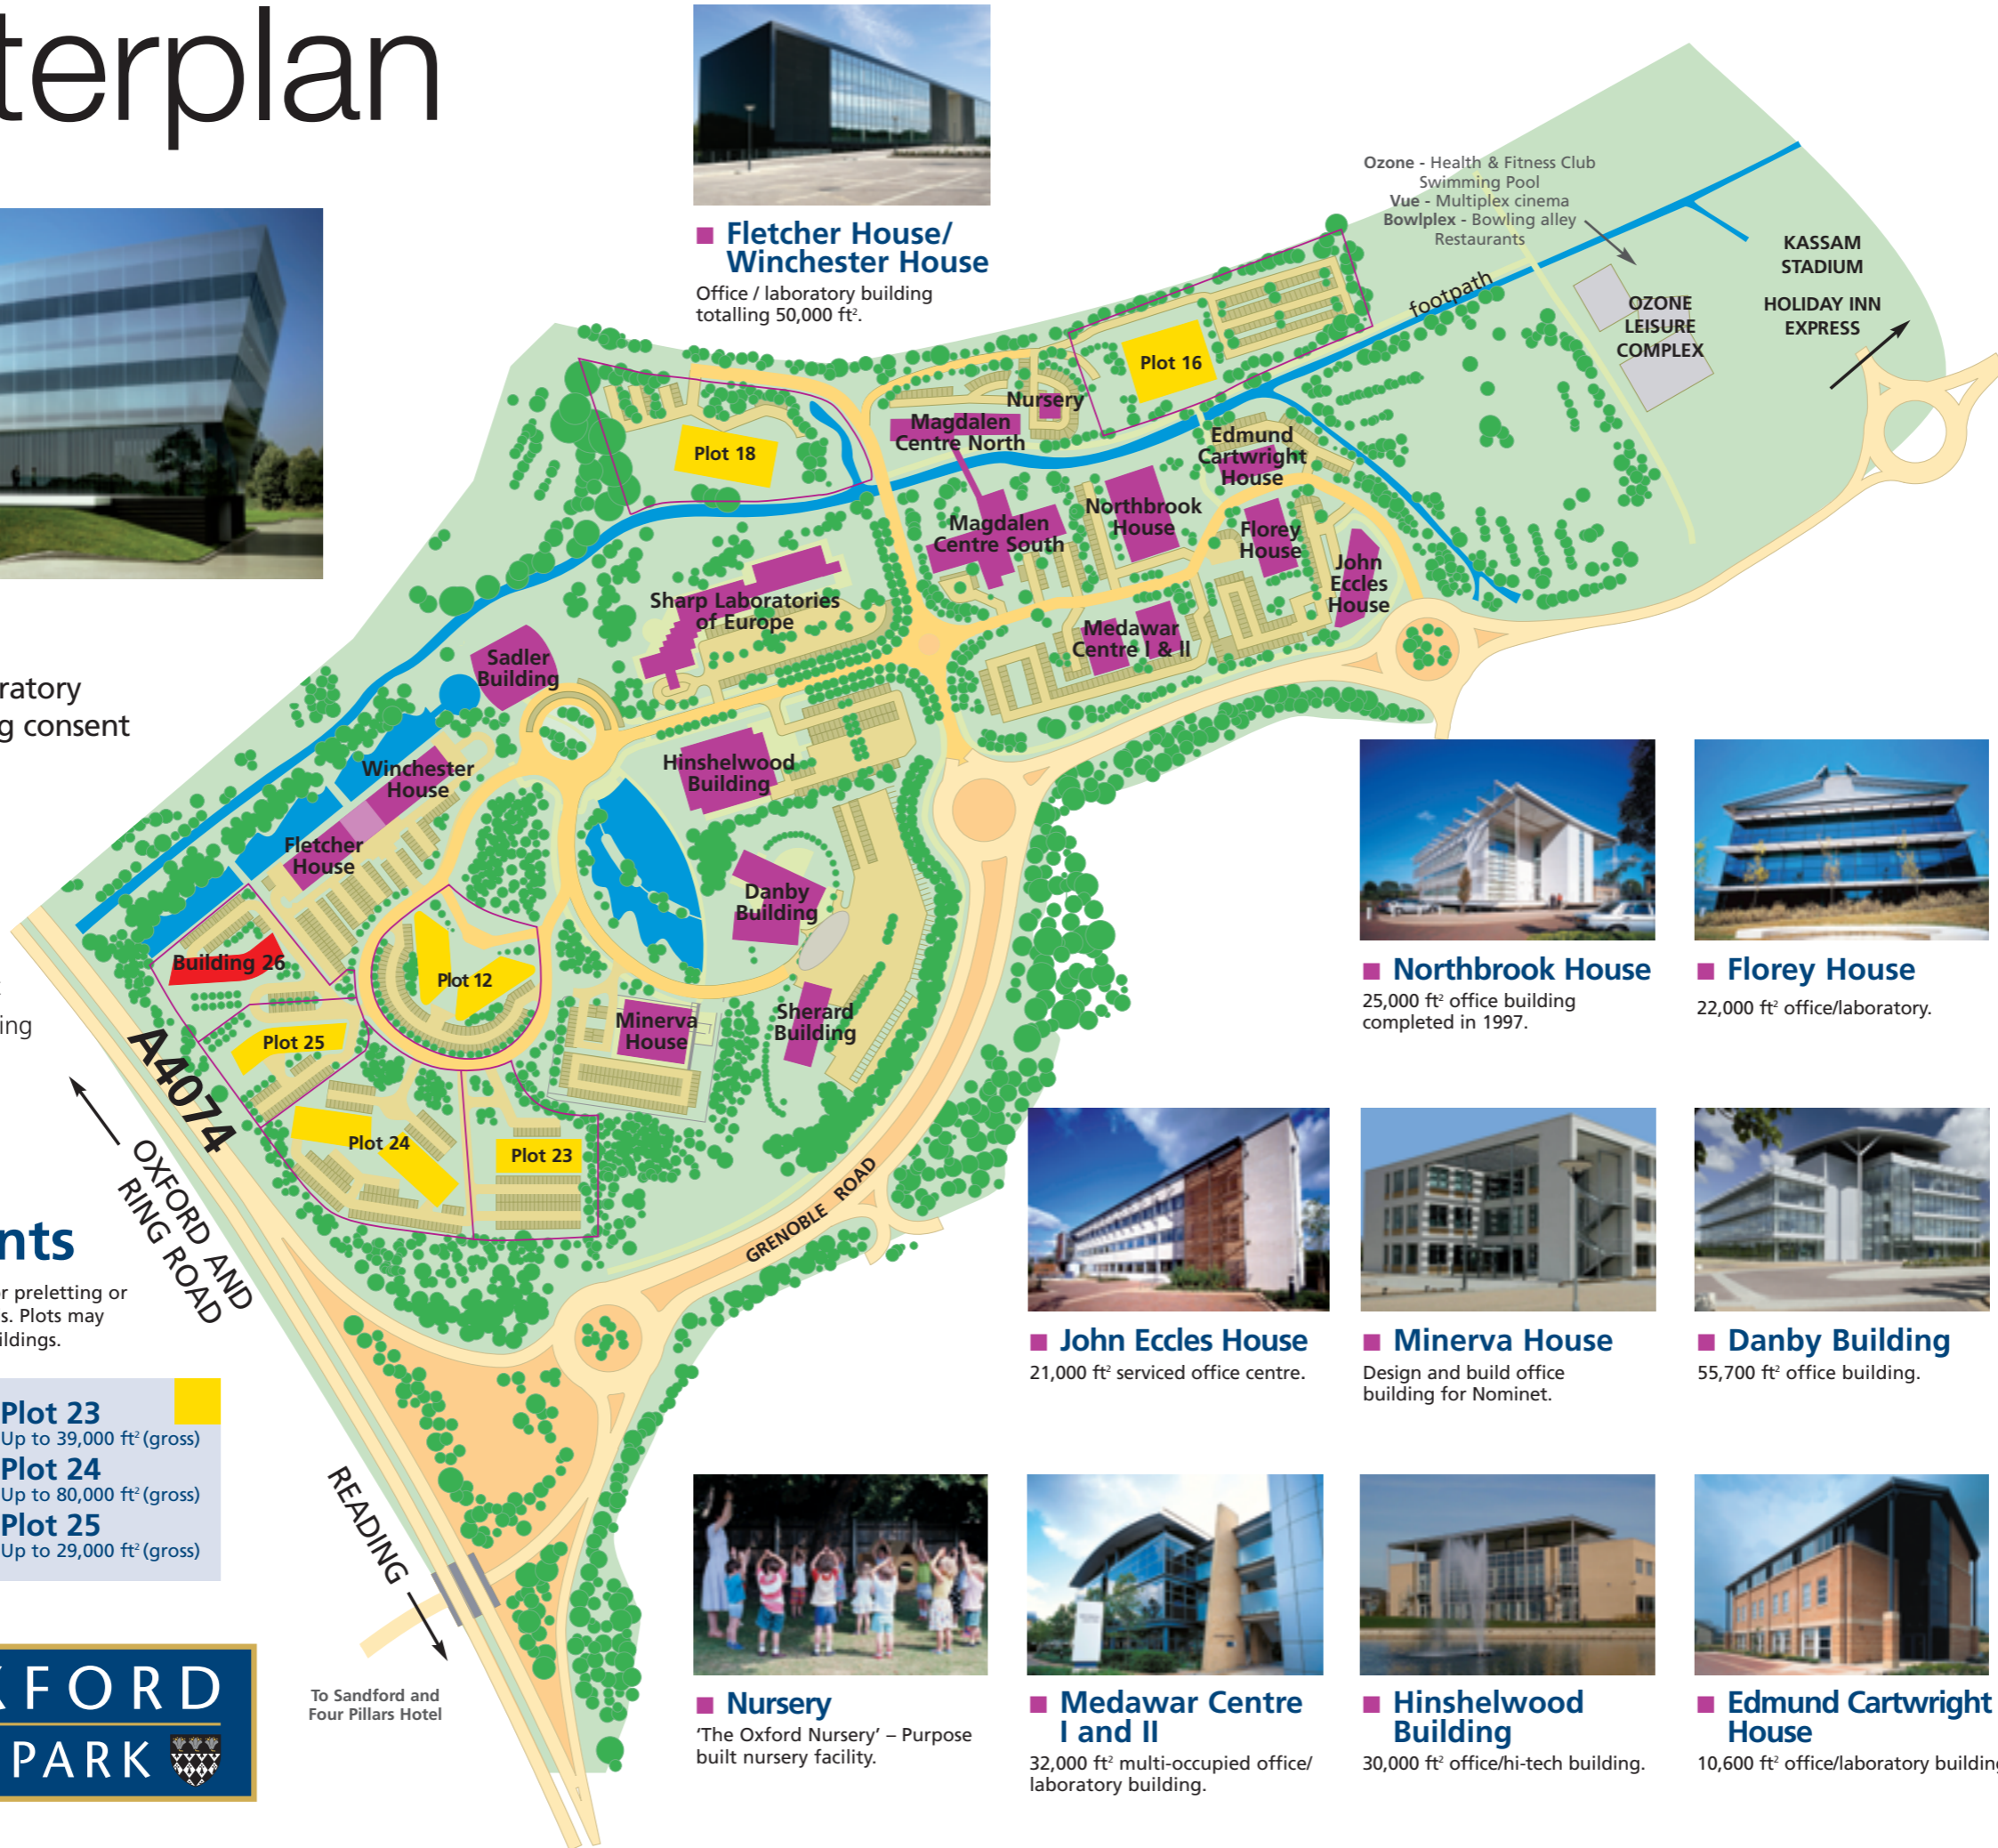 terplan
Fletcher House/
Winchester House
Office / laboratory building
totalling 50,000 ft².
Ozone - Health & Fitness Club
Swimming Pool
Vue - Multiplex cinema
Bowlplex - Bowling alley
Restaurants
KASSAM
STADIUM
HOLIDAY INN
EXPRESS
footpath
OZONE
LEISURE
COMPLEX
Plot 16
Nursery
Magdalen
Centre North
Edmund
Cartwright
House
Plot 18
Northbrook
House
Magdalen
Centre South
Florey
House
John
Eccles
House
Sharp Laboratories
of Europe
Medawar
Centre I & II
Sadler
Building
ratory
g consent
Winchester
House
Hinshelwood
Building
Fletcher
House
Danby
Building
Building 26
Plot 12
ing
Minerva
House
Sherard
Building
Plot 25
A4074
Plot 24
Plot 23
OXFORD AND
RING ROAD
GRENOBLE ROAD
Northbrook House
25,000 ft² office building
completed in 1997.
Florey House
22,000 ft² office/laboratory.
nts
or preletting or
s. Plots may
ildings.
John Eccles House
21,000 ft² serviced office centre.
Minerva House
Design and build office
building for Nominet.
Danby Building
55,700 ft² office building.
Plot 23
Up to 39,000 ft² (gross)
Plot 24
Up to 80,000 ft² (gross)
Plot 25
Up to 29,000 ft² (gross)
READING
XFORD
PARK
To Sandford and
Four Pillars Hotel
Nursery
‘The Oxford Nursery’ – Purpose
built nursery facility.
Medawar Centre
I and II
32,000 ft² multi-occupied office/
laboratory building.
Hinshelwood
Building
30,000 ft² office/hi-tech building.
Edmund Cartwright
House
10,600 ft² office/laboratory building